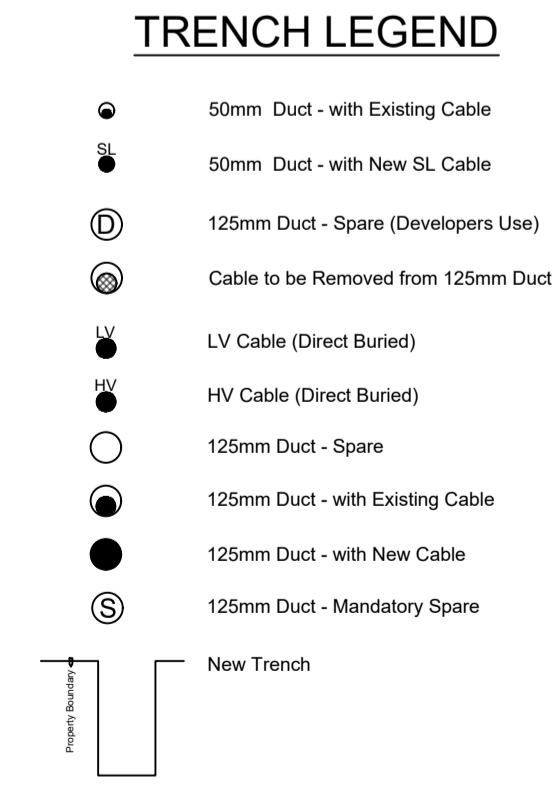 TRENCH LEGEND
50mm  Duct - with Existing Cable
SL
50mm  Duct - with New SL Cable
D
125mm Duct - Spare (Developers Use)
Cable to be Removed from 125mm Duct
LV
LV Cable (Direct Buried)
HV
HV Cable (Direct Buried)
125mm Duct - Spare
125mm Duct - with Existing Cable
125mm Duct - with New Cable
S
125mm Duct - Mandatory Spare
New Trench
Property Boundary